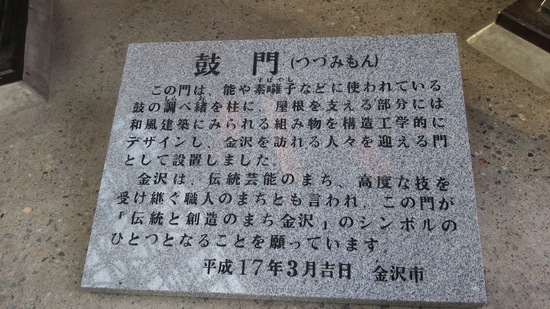 鼓門(つづみもん)
この門は、能や素囃子などに使われている
すばやし
鼓の調べ緒を柱に、屋根を支える部分には
和風建築にみられる組み物を構造工学的に
デザインし、金沢を訪れる人々を迎える門
として設置しました。
金沢は、伝統芸能のまち、高度な技を
受け継ぐ職人のまちとも言われ、この門が
「伝統と創造のまち金沢」のシンボルの
ひとつとなることを願っています
平成17年3月吉日 金沢市